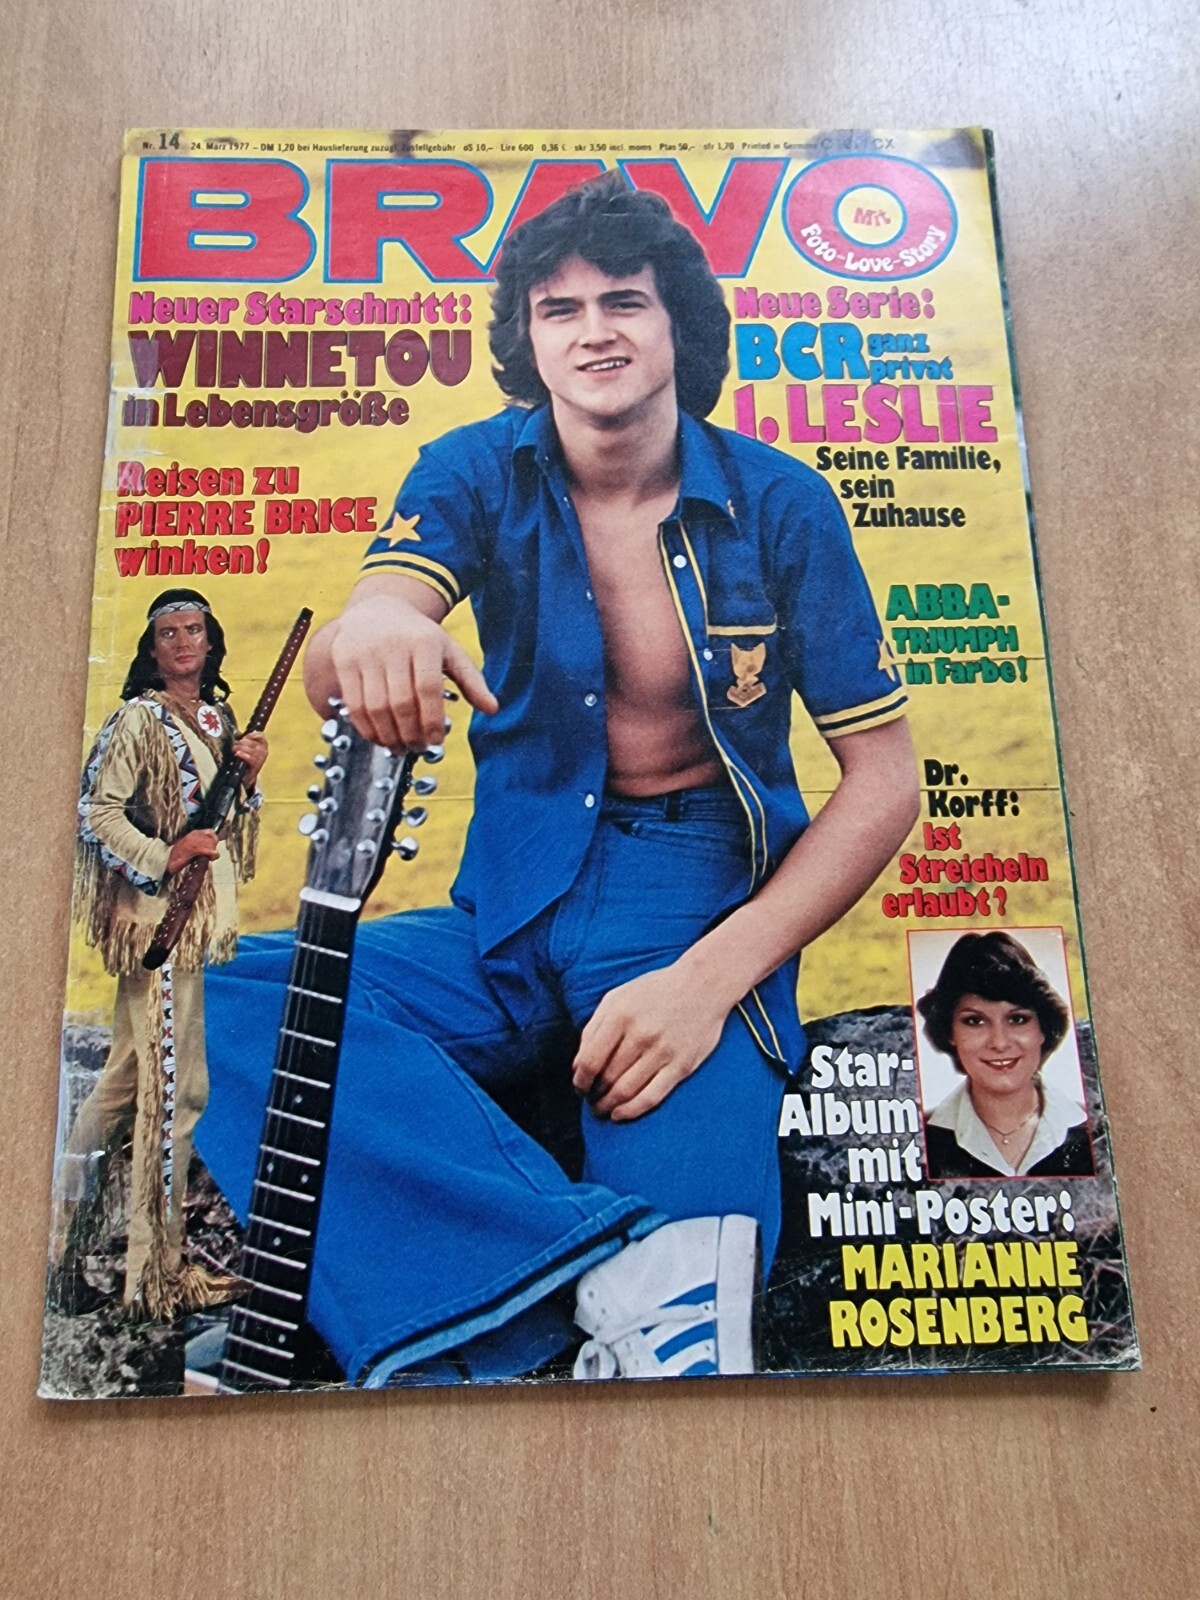 Nr. 14 24. März 1977 – DM 1,20 bei Hauslieferung zuzügl. Zustellgebühr öS 10,– Lire 600 0,36 £ skr 3,50 incl. moms Ptas 50,– sfr 1,70 Printed in Germany
BRAVO
Mit
Foto-Love-Story
Neuer Starschnitt:
WINNETOU
in Lebensgröße
Reisen zu
PIERRE BRICE
winken!
Neue Serie:
BCR ganz
privat
1. LESLIE
Seine Familie,
sein
Zuhause
ABBA-
TRIUMPH
in Farbe!
Dr.
Korff:
Ist
Streicheln
erlaubt?
Star-
Album
mit
Mini-Poster:
MARIANNE
ROSENBERG